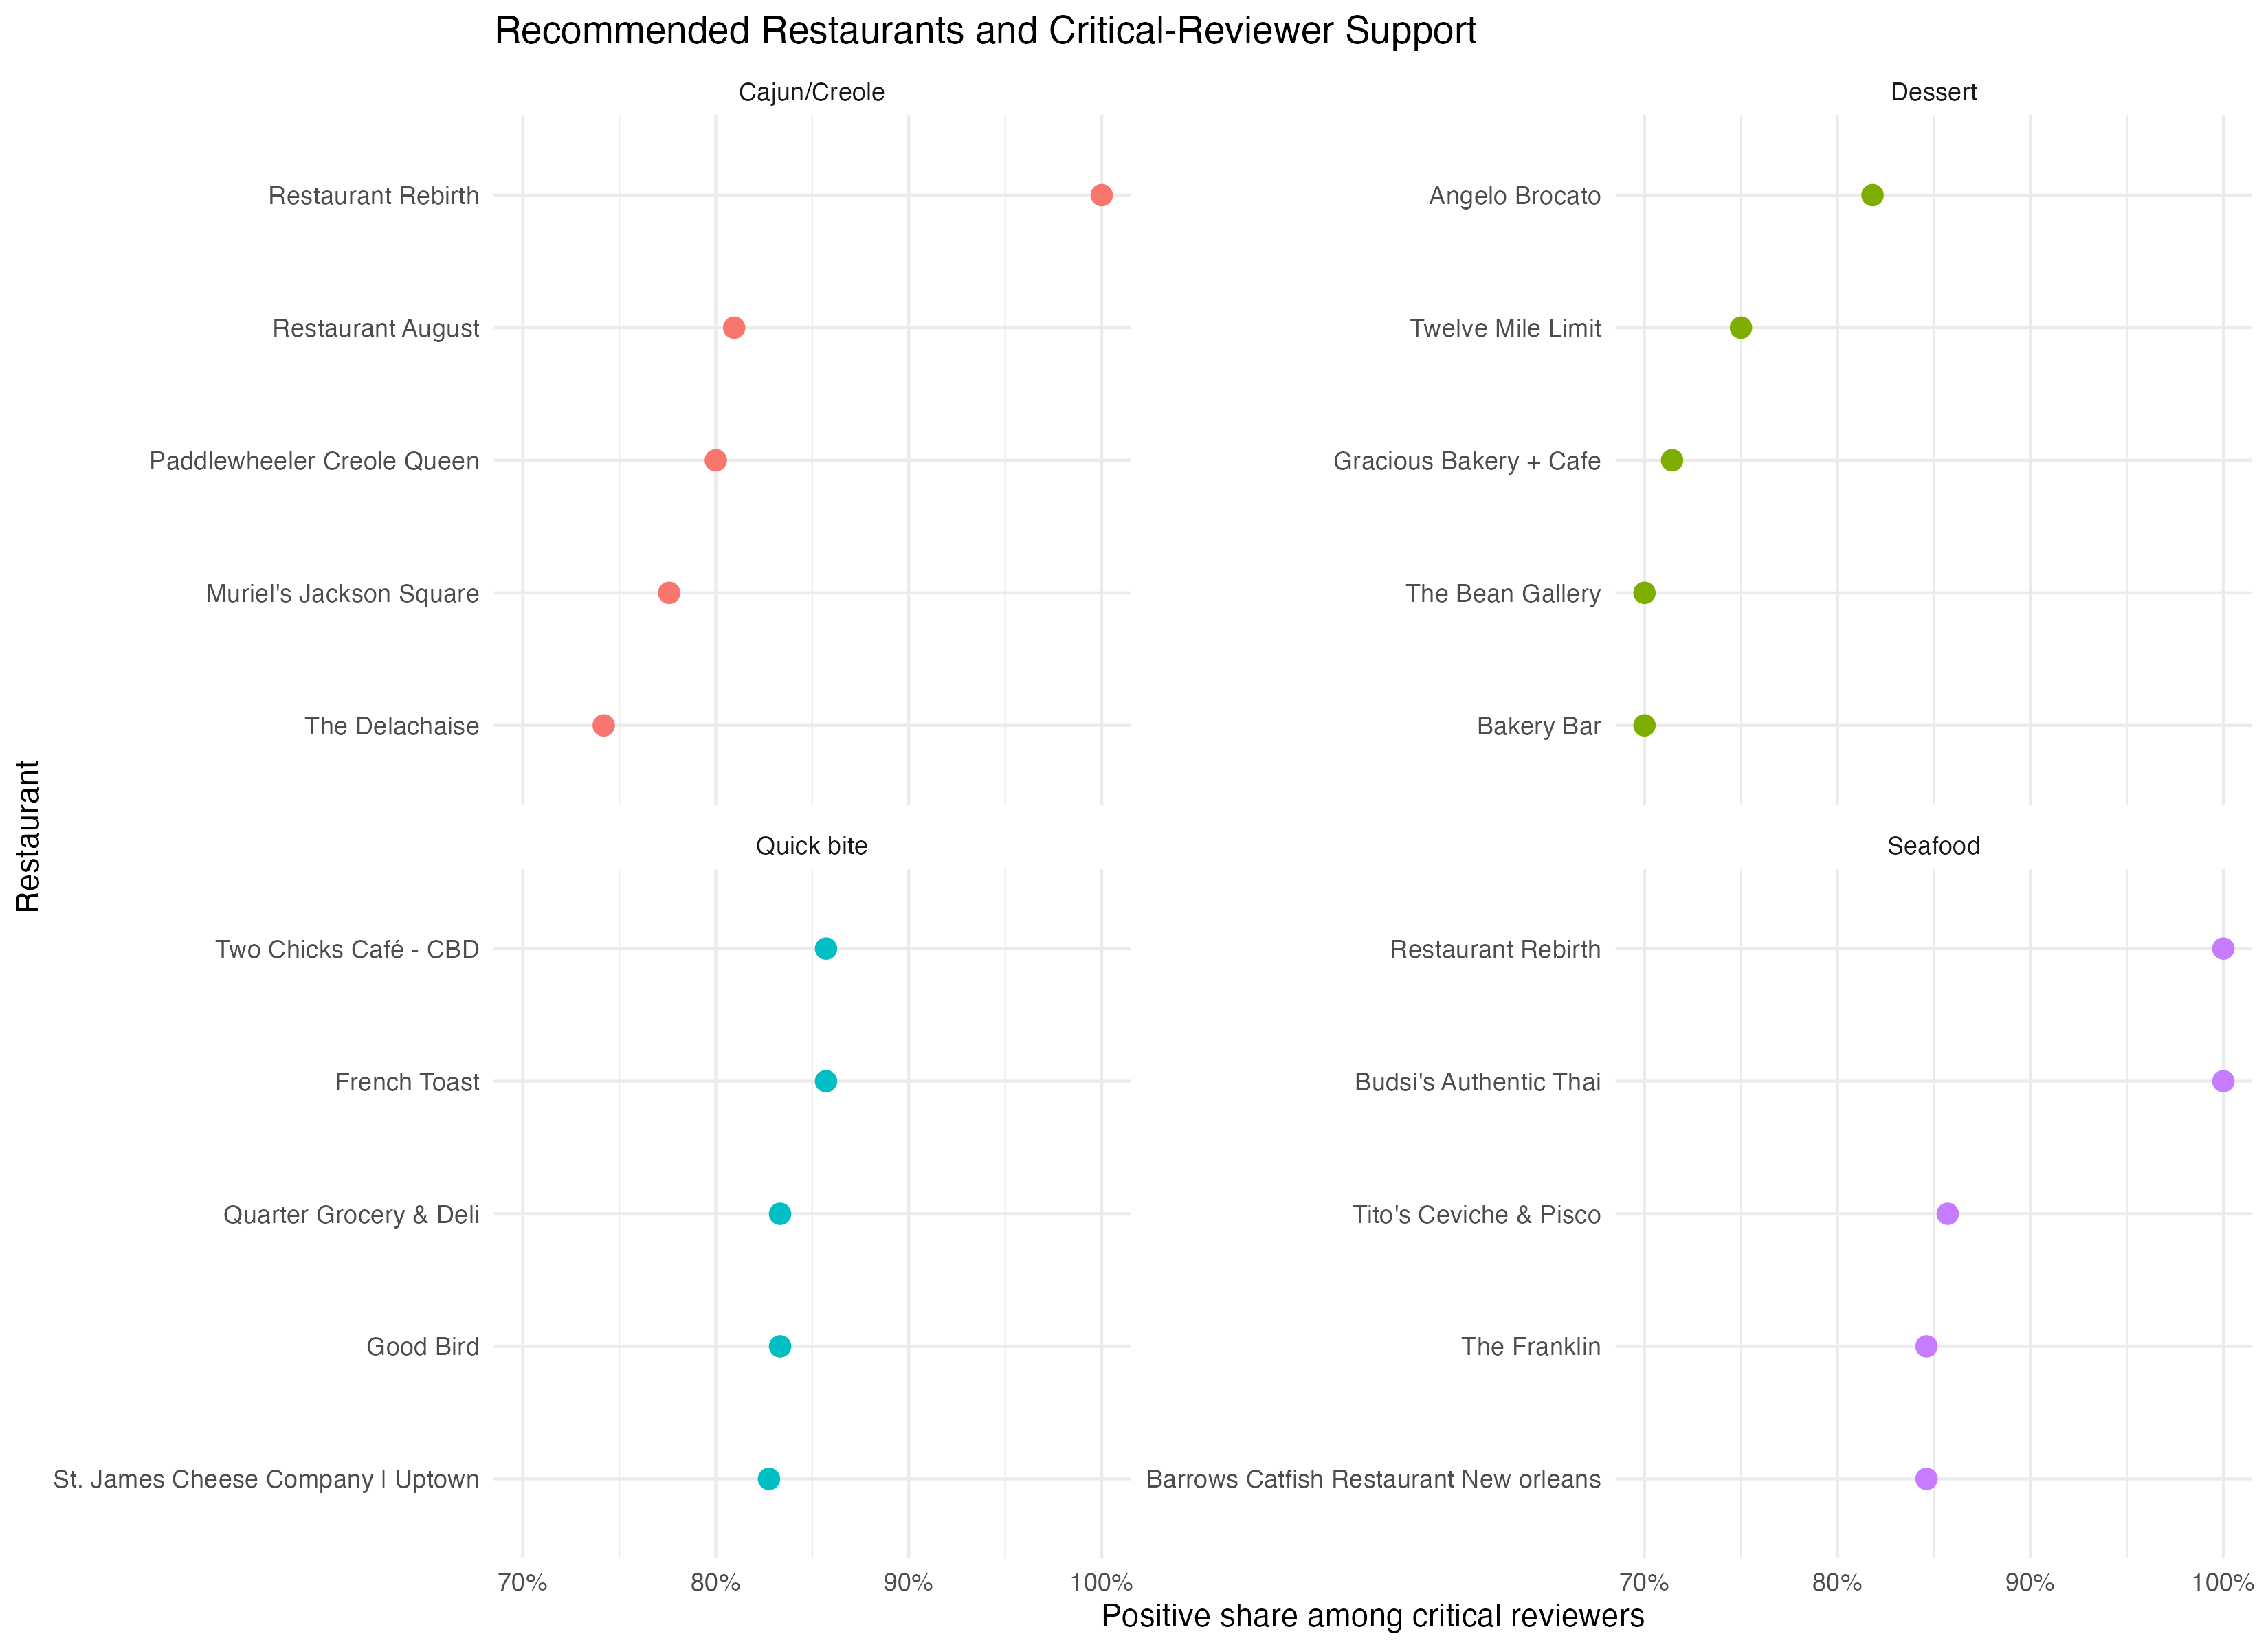 Recommended Restaurants and Critical-Reviewer Support
Cajun/Creole
Restaurant Rebirth
Restaurant August
Paddlewheeler Creole Queen
Muriel's Jackson Square
The Delachaise
Dessert
Angelo Brocato
Twelve Mile Limit
Gracious Bakery + Cafe
The Bean Gallery
Bakery Bar
Restaurant
Quick bite
Two Chicks Café - CBD
French Toast
Quarter Grocery & Deli
Good Bird
St. James Cheese Company | Uptown
70% 80% 90% 100%
Seafood
Restaurant Rebirth
Budsi's Authentic Thai
Tito's Ceviche & Pisco
The Franklin
Barrows Catfish Restaurant New orleans
70% 80% 90% 100%
Positive share among critical reviewers